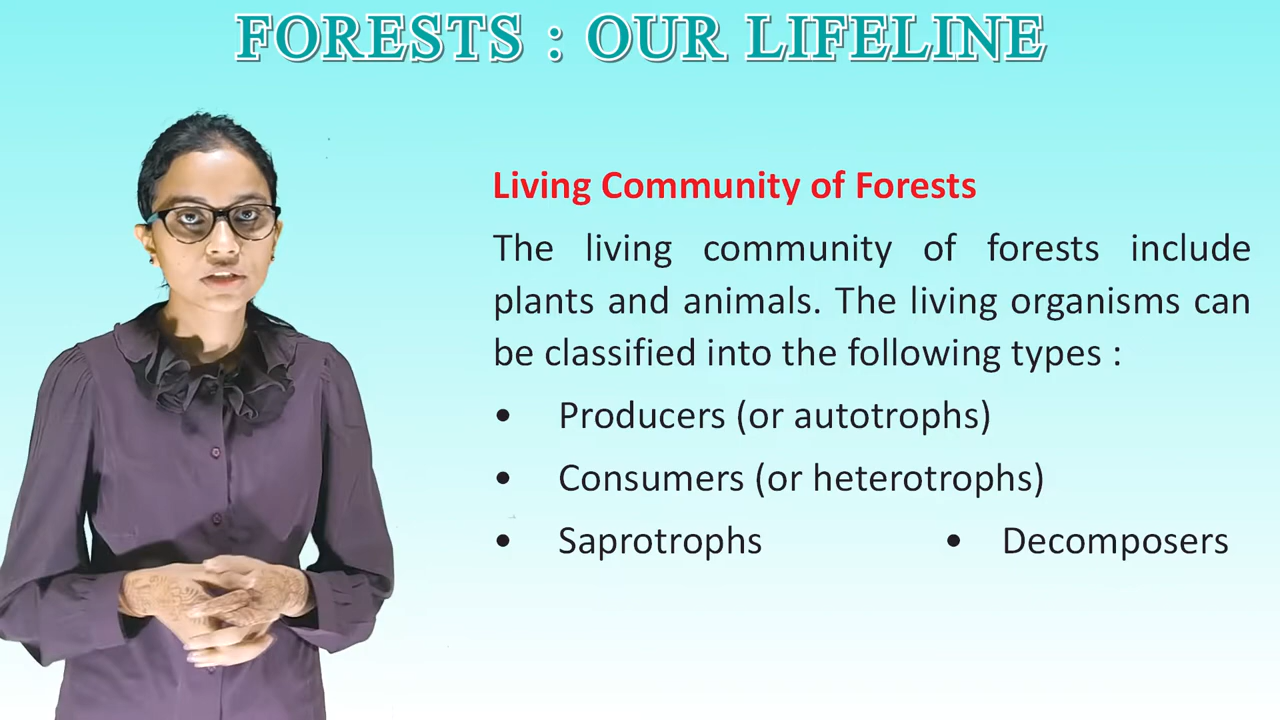 FORESTS : OUR LIFELINE
Living Community of Forests
The living community of forests include
plants and animals. The living organisms can
be classified into the following types :
• Producers (or autotrophs)
• Consumers (or heterotrophs)
• Saprotrophs • Decomposers